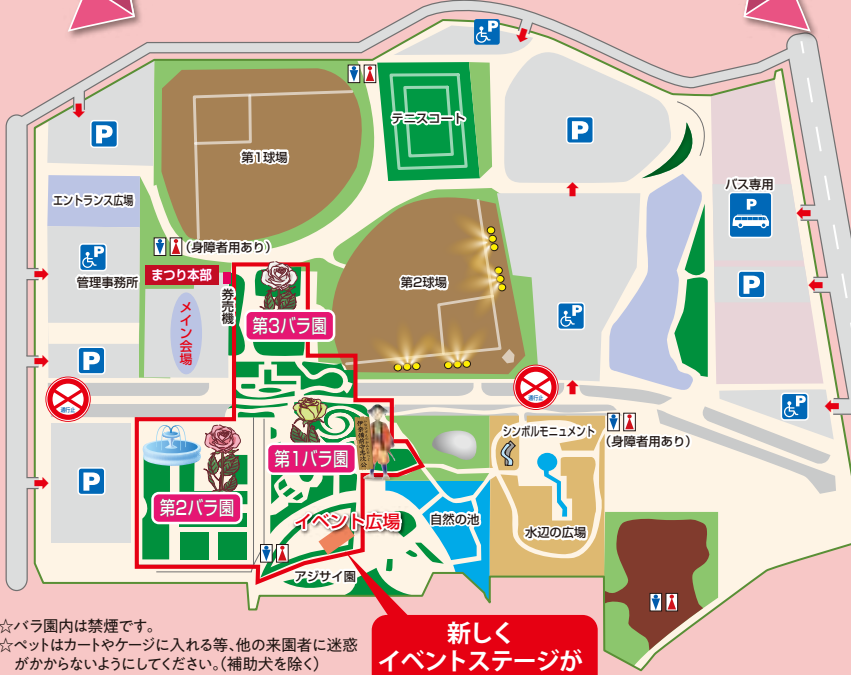 P
P
テニスコート
P
第1球場
P
バス専用
P
エントランス広場
(身障者用あり)
P
管理事務所
まつり本部
券売機
第2球場
P
P
メイン会場
第3バラ園
P
通行止
通行止
P
シンボルモニュメント
(身障者用あり)
第1バラ園
P
第2バラ園
イベント広場
自然の池
水辺の広場
アジサイ園
☆バラ園内は禁煙です。
☆ペットはカートやケージに入れる等、他の来園者に迷惑
がかからないようにしてください。(補助犬を除く)
新しく
イベントステージが